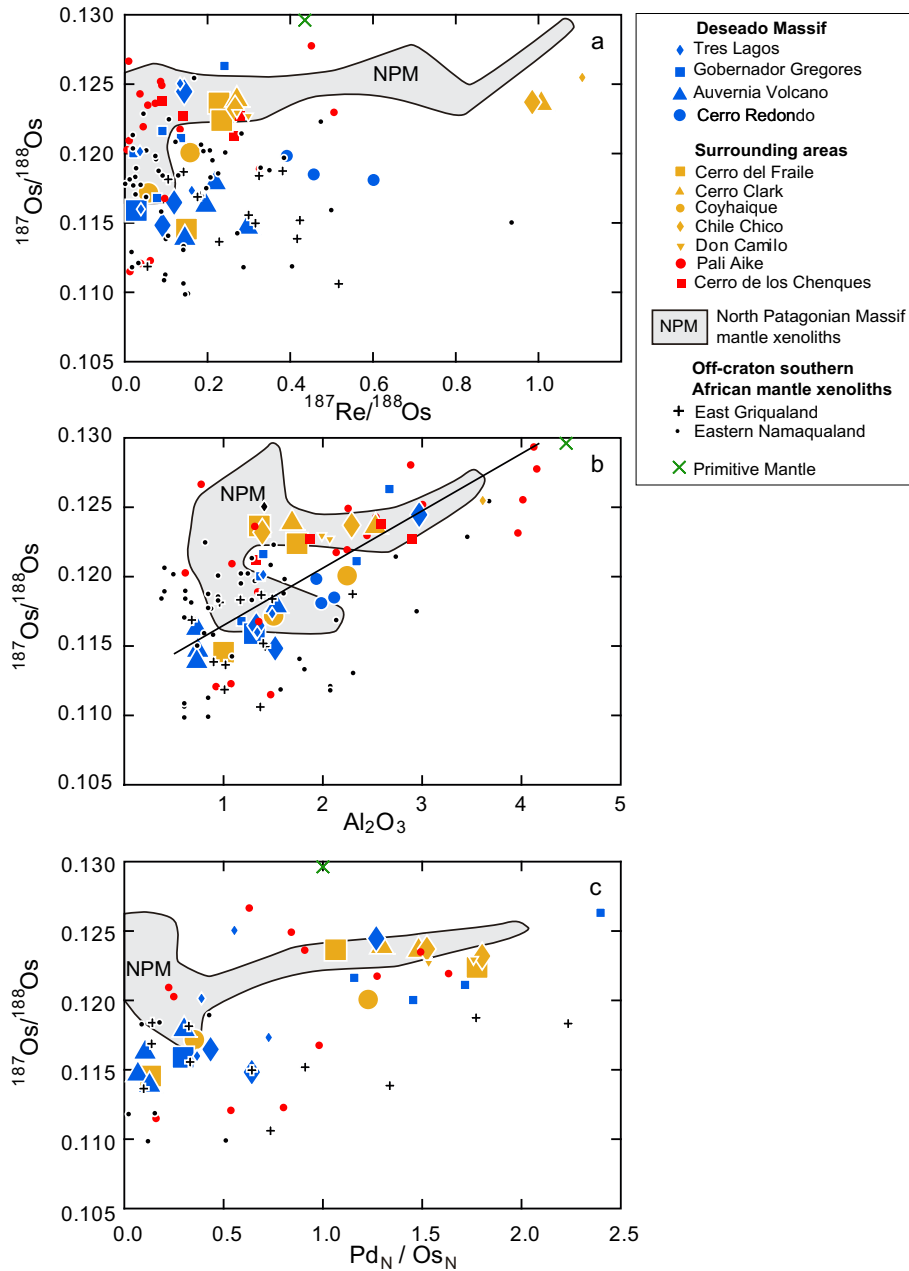 0.130
0.125
0.120
0.115
0.110
0.105
187Os/188Os
a
NPM
0.0 0.2 0.4 0.6 0.8 1.0
187Re/188Os
0.130
0.125
0.120
0.115
0.110
0.105
187Os/188Os
b
NPM
1 2 3 4 5
Al2O3
0.130
0.125
0.120
0.115
0.110
0.105
187Os/188Os
c
NPM
0.0 0.5 1.0 1.5 2.0 2.5
PdN / OsN
Deseado Massif
Tres Lagos
Gobernador Gregores
Auvernia Volcano
Cerro Redondo
Surrounding areas
Cerro del Fraile
Cerro Clark
Coyhaique
Chile Chico
Don Camilo
Pali Aike
Cerro de los Chenques
NPM
North Patagonian Massif
mantle xenoliths
Off-craton southern
African mantle xenoliths
East Griqualand
Eastern Namaqualand
Primitive Mantle